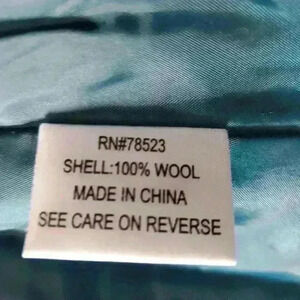 RN#78523
SHELL:100% WOOL
MADE IN CHINA
SEE CARE ON REVERSE